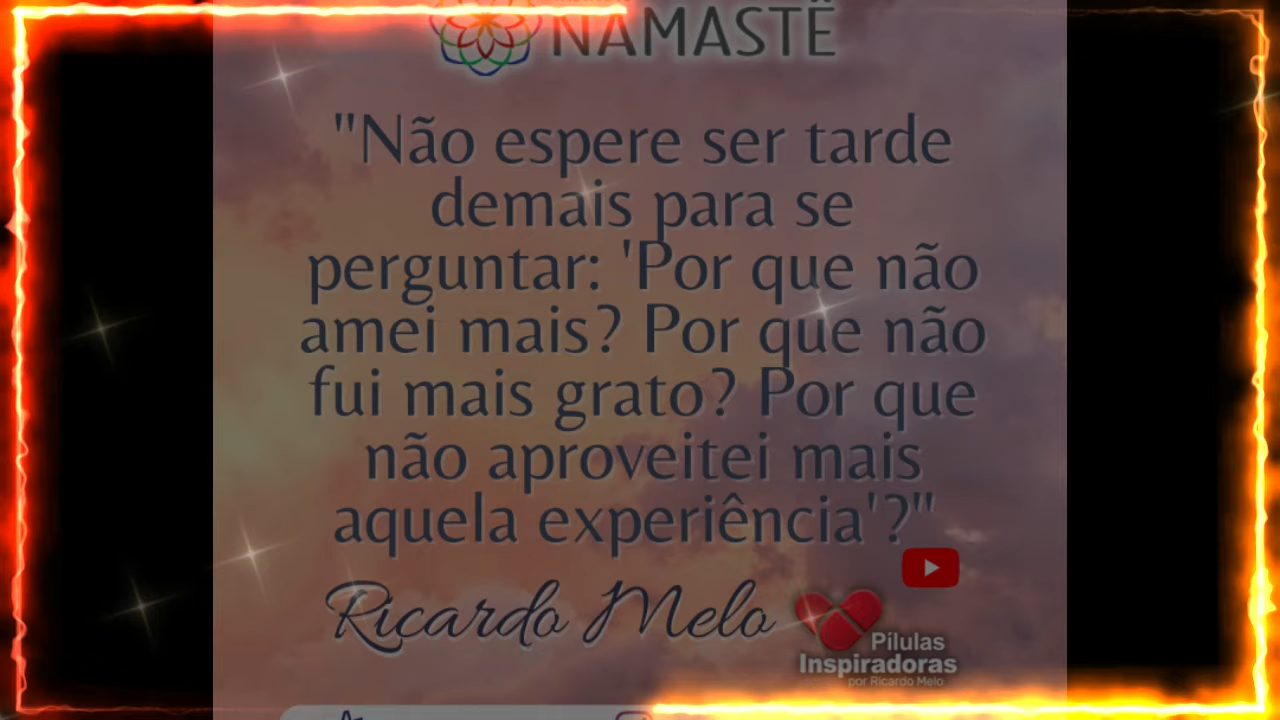 NAMASTÊ
"Não espere ser tarde
demais para se
perguntar: 'Por que não
amei mais? Por que não
fui mais grato? Por que
não aproveitei mais
aquela experiência'?"
Ricardo Melo
Pílulas
Inspiradoras
por Ricardo Melo